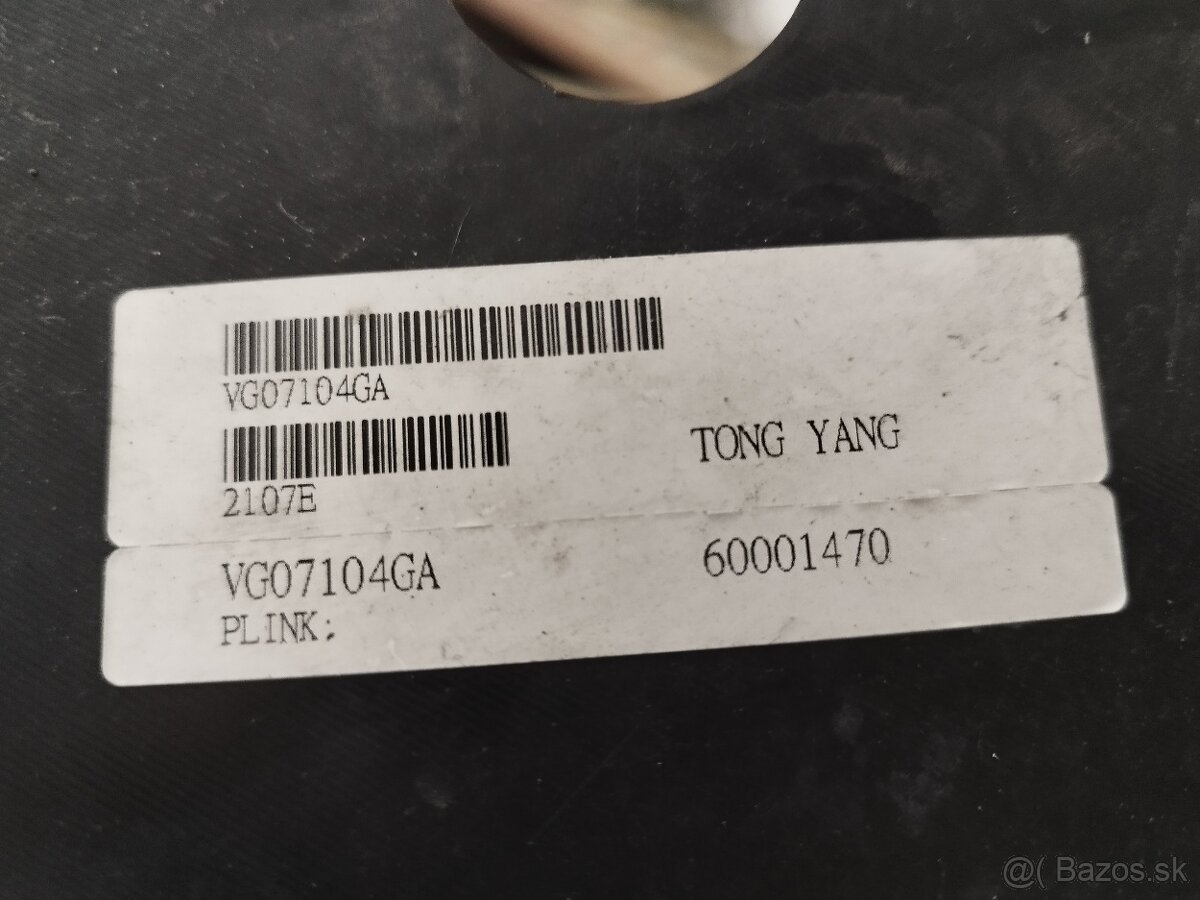 VG07104GA
2107E
TONG YANG
VG07104GA
60001470
PLINK:
@( Bazos.sk